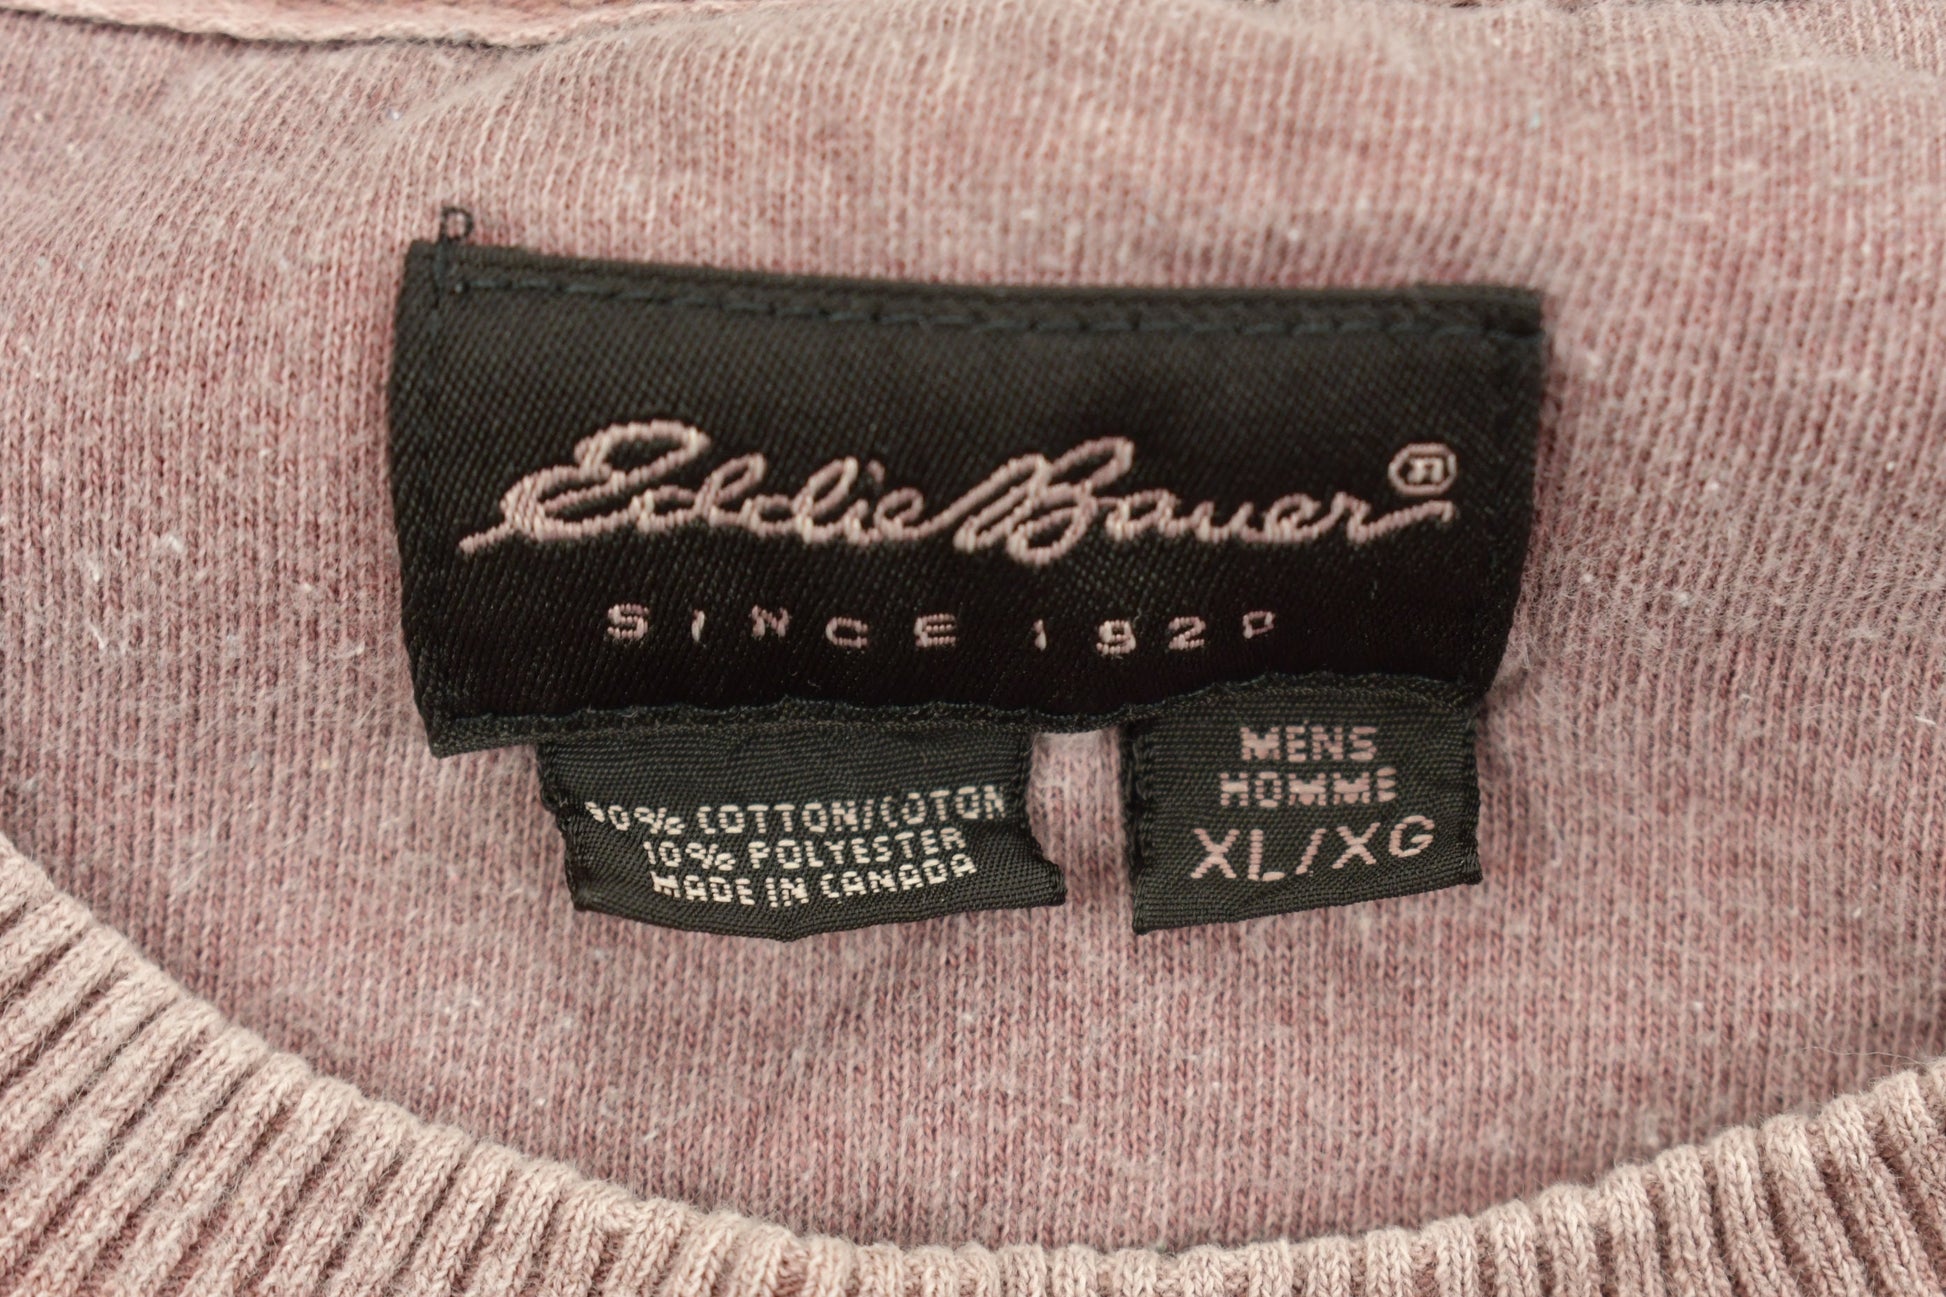 Eddie Bauer®
SINCE 1920
90% COTTON/COTON
10% POLYESTER
MADE IN CANADA
MENS
HOMME
XL/XG